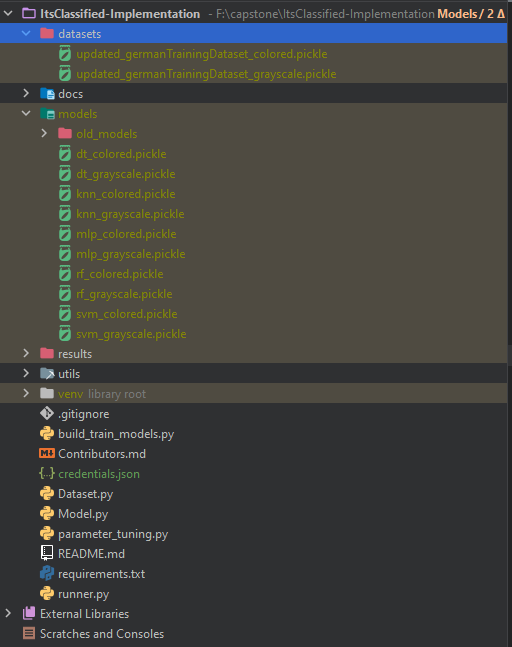 ItsClassified-Implementation - F:\capstone\ItsClassified-Implementation Models / 2 Δ
datasets
updated_germanTrainingDataset_colored.pickle
updated_germanTrainingDataset_grayscale.pickle
docs
models
old_models
dt_colored.pickle
dt_grayscale.pickle
knn_colored.pickle
knn_grayscale.pickle
mlp_colored.pickle
mlp_grayscale.pickle
rf_colored.pickle
rf_grayscale.pickle
svm_colored.pickle
svm_grayscale.pickle
results
utils
venv library root
.gitignore
build_train_models.py
Contributors.md
credentials.json
Dataset.py
Model.py
parameter_tuning.py
README.md
requirements.txt
runner.py
External Libraries
Scratches and Consoles